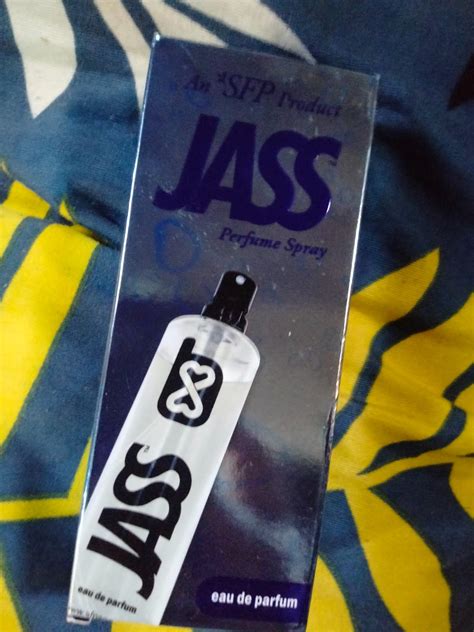 An *SFP Product
JASS
Perfume Spray
JASS
eau de parfum
eau de parfum